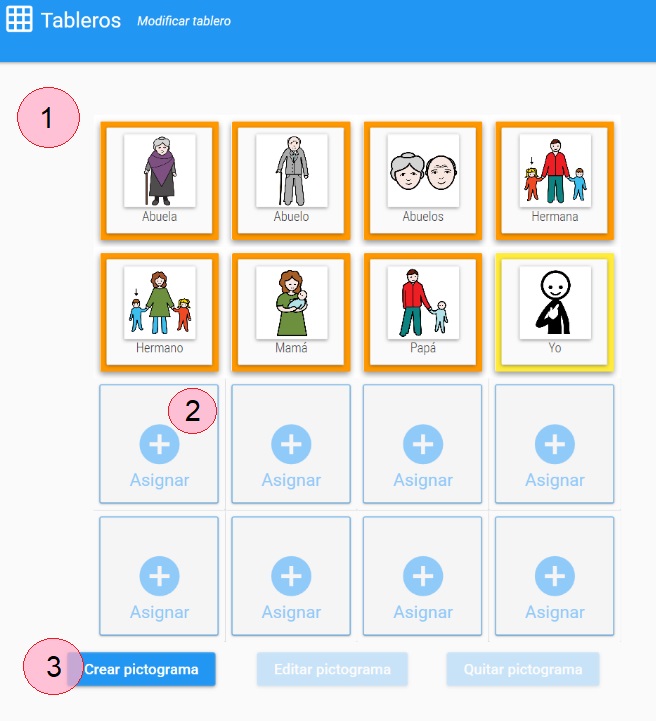 Tableros Modificar tablero
1
Abuela Abuelo Abuelos Hermana
Hermano Mamá Papá Yo
2
Asignar Asignar Asignar Asignar
Asignar Asignar Asignar Asignar
3 Crear pictograma Editar pictograma Quitar pictograma